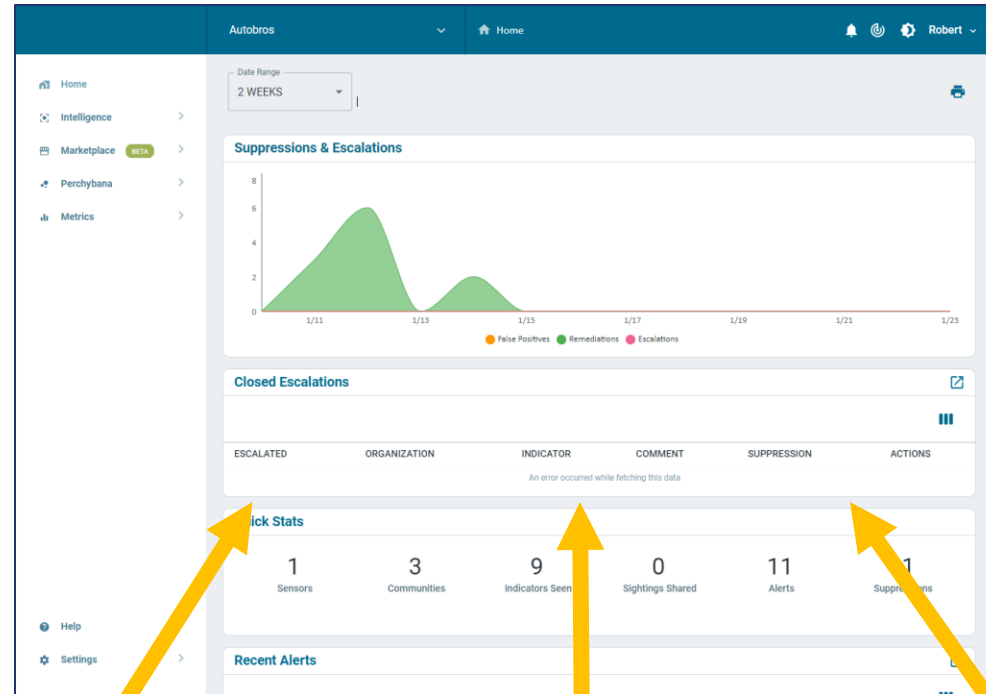 Autobros
Home
Robert
Home
Intelligence
Marketplace BETA
Perchybana
Metrics
Help
Settings
Date Range
2 WEEKS
Suppressions & Escalations
8
6
4
2
0
1/11 1/13 1/15 1/17 1/19 1/21 1/23
False Positives Remediations Escalations
Closed Escalations
ESCALATED ORGANIZATION INDICATOR COMMENT SUPPRESSION ACTIONS
An error occurred while fetching this data
Stats
1 3 9 0 11
Sensors Communities Indicators Seen Sightings Shared Alerts
Recent Alerts